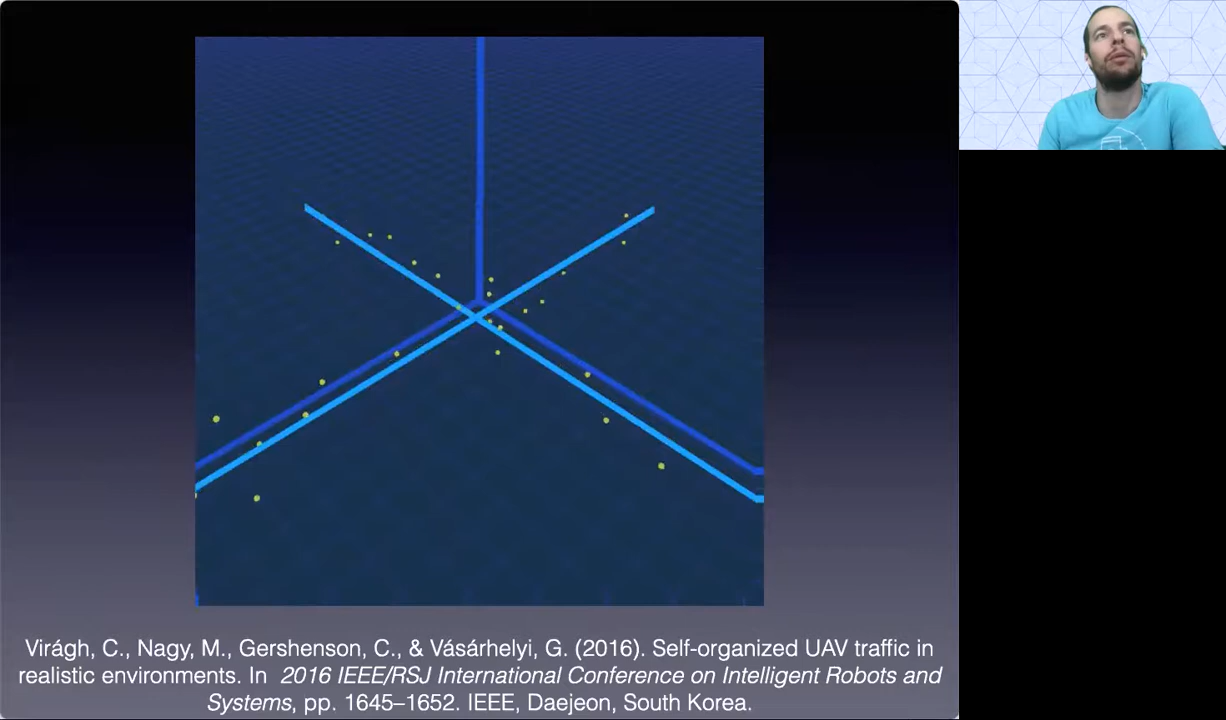 Virágh, C., Nagy, M., Gershenson, C., & Vásárhelyi, G. (2016). Self-organized UAV traffic in
realistic environments. In 2016 IEEE/RSJ International Conference on Intelligent Robots and
Systems, pp. 1645–1652. IEEE, Daejeon, South Korea.